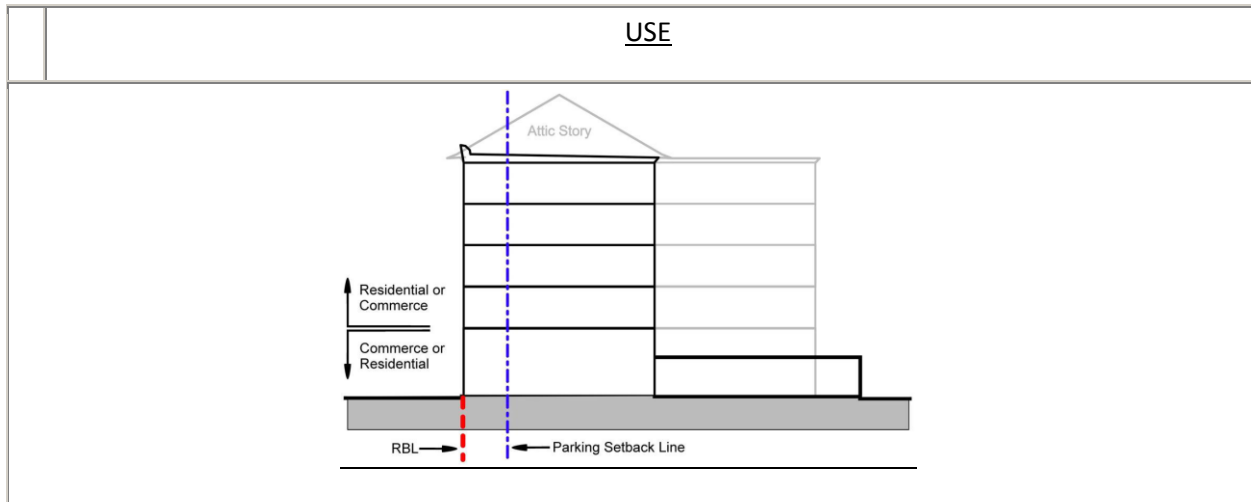 USE
Attic Story
Residential or
Commerce
Commerce or
Residential
RBL
Parking Setback Line